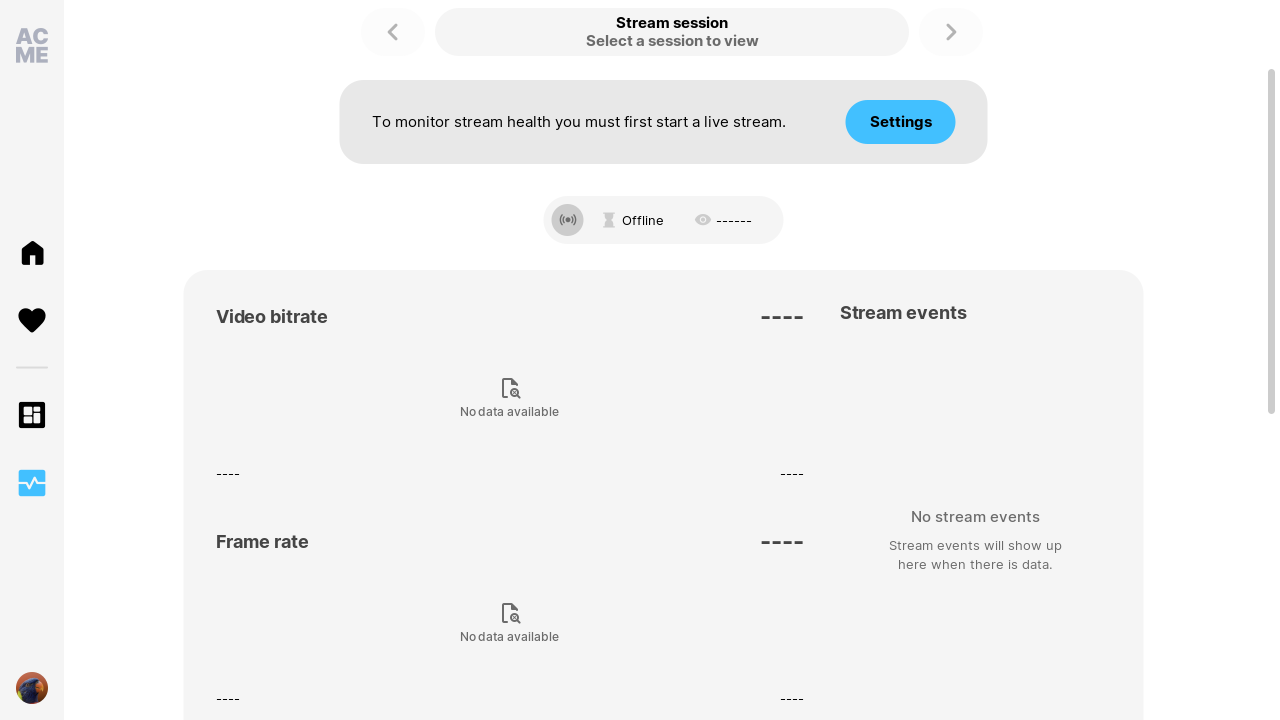 AC
ME
Stream session
Select a session to view
To monitor stream health you must first start a live stream.
Settings
Offline
------
Video bitrate
----
No data available
----
----
Frame rate
----
No data available
----
----
Stream events
No stream events
Stream events will show up
here when there is data.